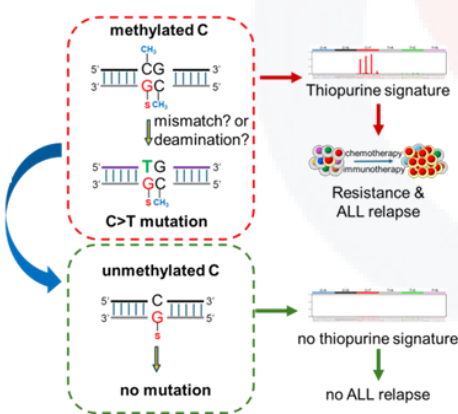 methylated C
CH₃
5′ CG 3′
3′ GC 5′
S CH₃
mismatch? or
deamination?
5′ TG 3′
3′ GC 5′
S CH₃
C>T mutation
Thiopurine signature
chemotherapy
immunotherapy
Resistance &
ALL relapse
unmethylated C
5′ C 3′
3′ G 5′
S
no mutation
no thiopurine signature
no ALL relapse